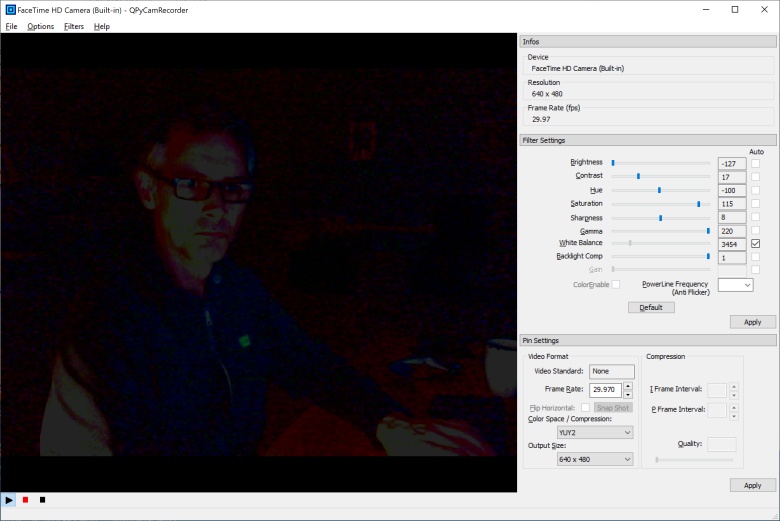 FaceTime HD Camera (Built-in) - QPyCamRecorder
File Options Filters Help
Infos
Device
FaceTime HD Camera (Built-in)
Resolution
640 x 480
Frame Rate (fps)
29.97
Filter Settings
Auto
Brightness -127
Contrast 17
Hue -100
Saturation 115
Sharpness 8
Gamma 220
White Balance 3454
Backlight Comp 1
Gain
ColorEnable PowerLine Frequency
(Anti Flicker)
Default
Apply
Pin Settings
Video Format Compression
Video Standard: None
Frame Rate: 29.970 I Frame Interval:
Flip Horizontal: Snap Shot P Frame Interval:
Color Space / Compression:
YUY2
Output Size: Quality:
640 x 480
Apply